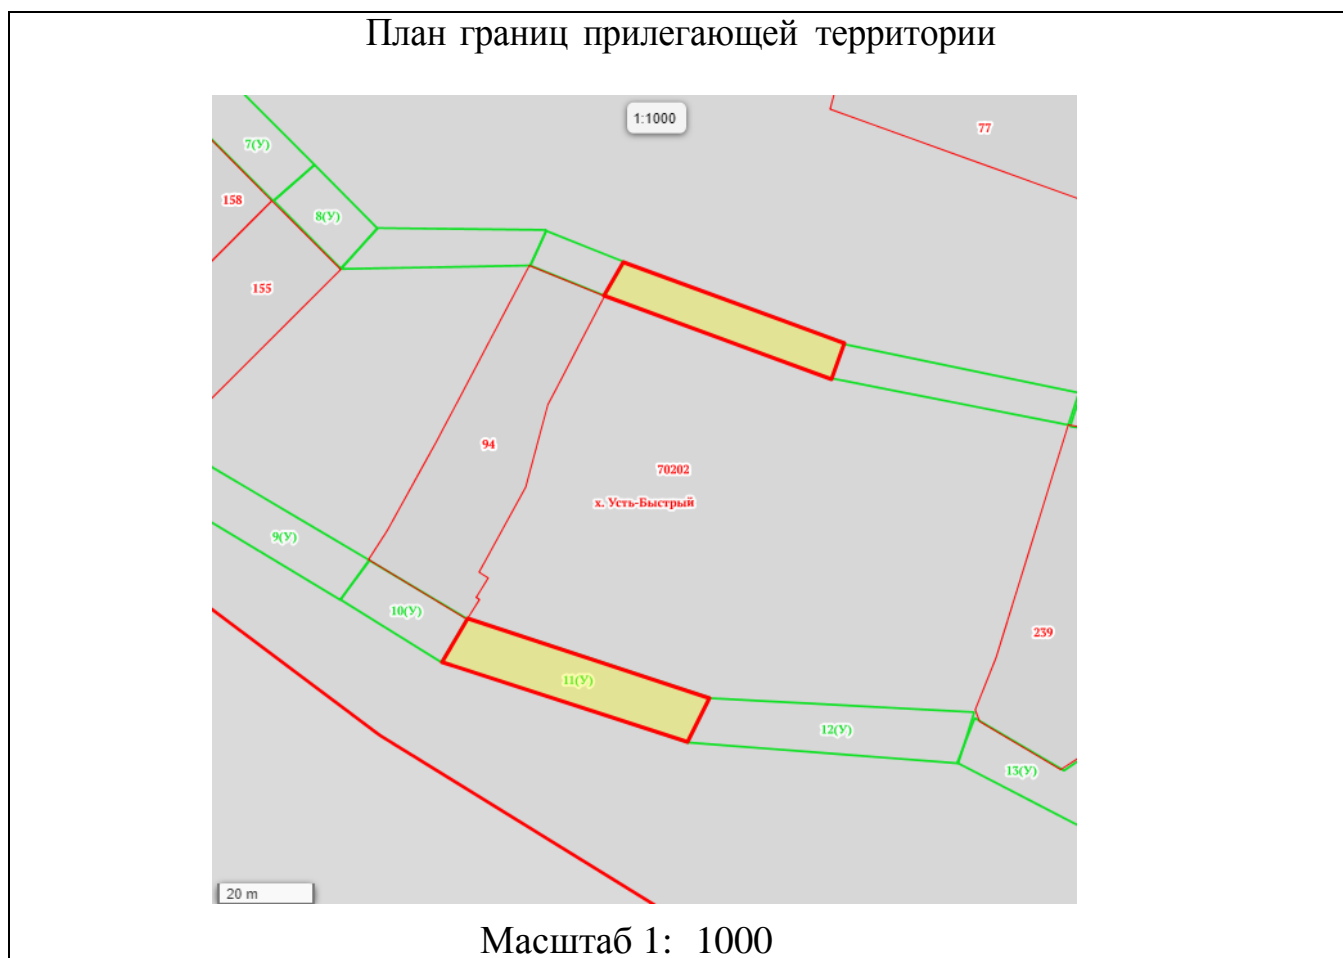 План границ прилегающей территории
1:1000
77
7(У)
158
8(У)
155
94
70202
х. Усть-Быстрый
9(У)
10(У)
239
11(У)
12(У)
13(У)
20 m
Масштаб 1: 1000